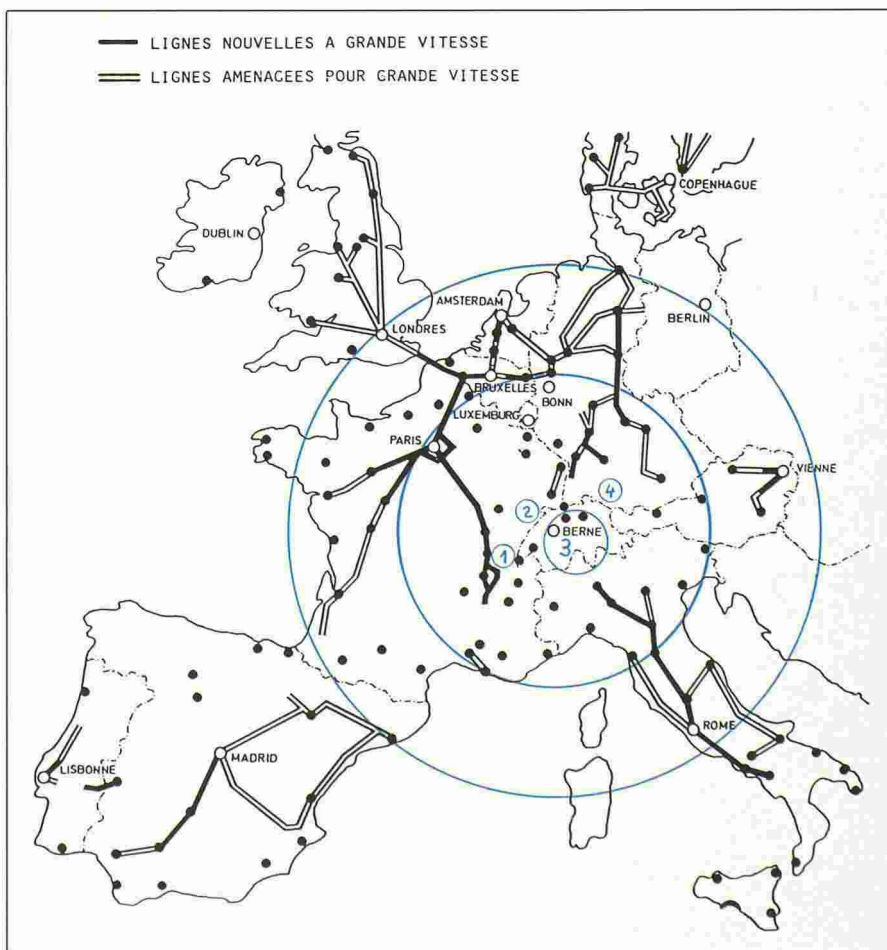 LIGNES NOUVELLES A GRANDE VITESSE
LIGNES AMENAGEES POUR GRANDE VITESSE
COPENHAGUE
DUBLIN
AMSTERDAM
BERLIN
LONDRES
BRUXELLES
BONN
LUXEMBURG
PARIS
VIENNE
4
2
BERNE
1
3
ROME
MADRID
LISBONNE